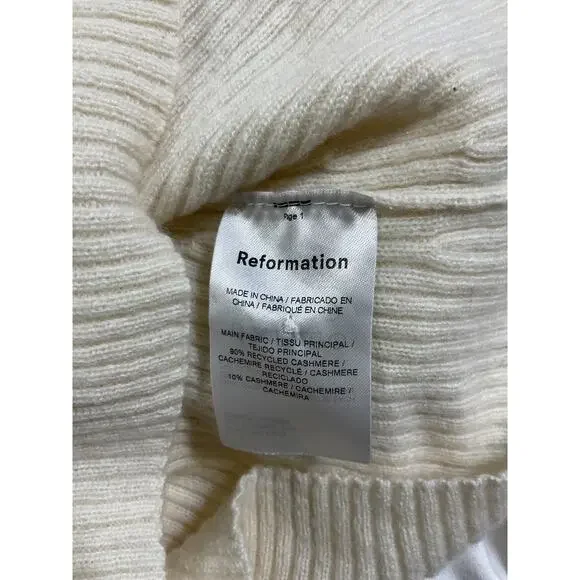 Page 1
Reformation
MADE IN CHINA / FABRICADO EN
CHINA / FABRIQUÉ EN CHINE
MAIN FABRIC / TISSU PRINCIPAL /
TEJIDO PRINCIPAL
90% RECYCLED CASHMERE /
CACHEMIRE RECYCLÉ / CASHMERE
RECICLADO
10% CASHMERE / CACHEMIRE /
CACHEMIRA